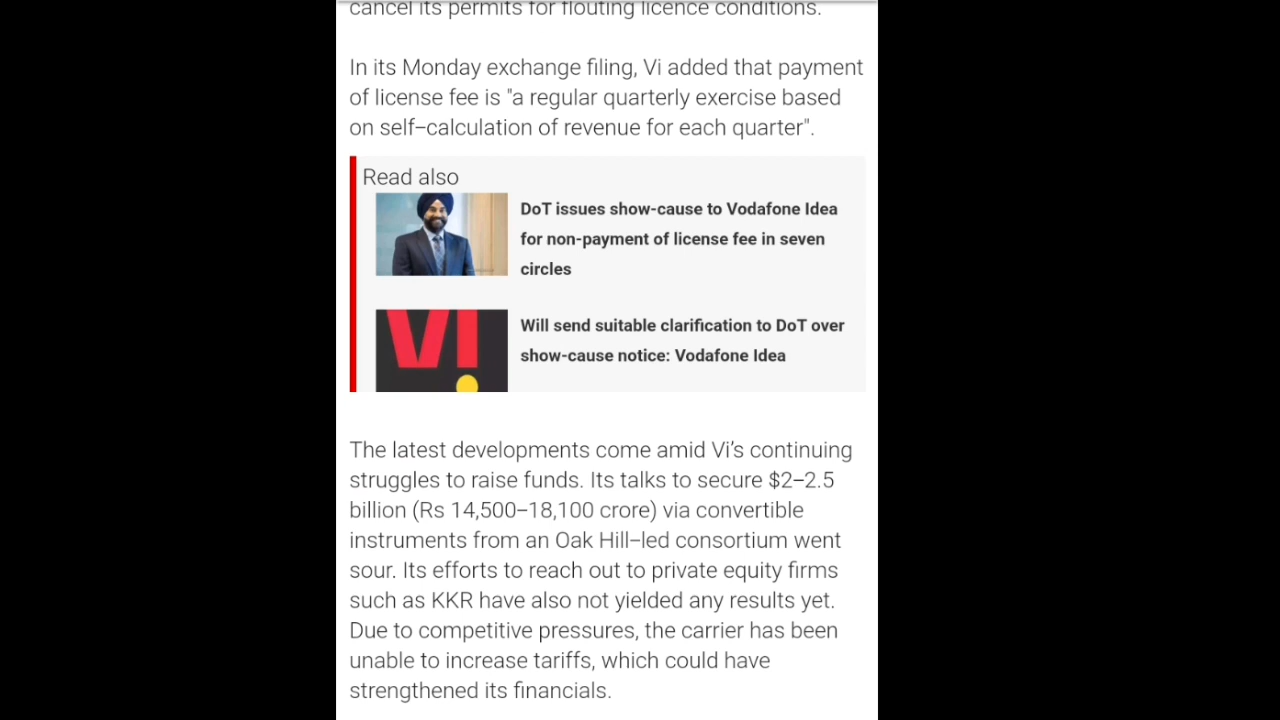 cancel its permits for flouting licence conditions.
In its Monday exchange filing, Vi added that payment
of license fee is "a regular quarterly exercise based
on self–calculation of revenue for each quarter".
Read also
DoT issues show-cause to Vodafone Idea
for non-payment of license fee in seven
circles
VI
Will send suitable clarification to DoT over
show-cause notice: Vodafone Idea
The latest developments come amid Vi's continuing
struggles to raise funds. Its talks to secure $2–2.5
billion (Rs 14,500–18,100 crore) via convertible
instruments from an Oak Hill–led consortium went
sour. Its efforts to reach out to private equity firms
such as KKR have also not yielded any results yet.
Due to competitive pressures, the carrier has been
unable to increase tariffs, which could have
strengthened its financials.